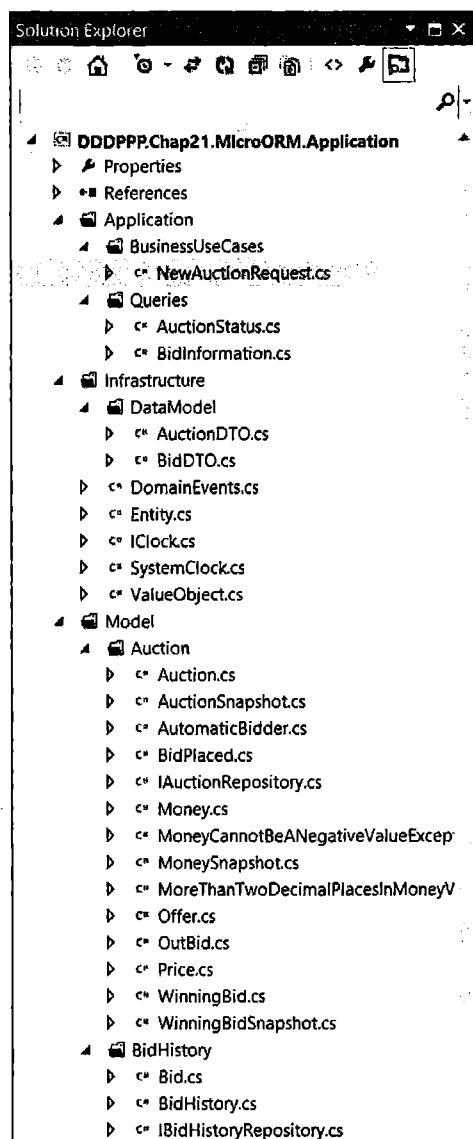 Solution Explorer
DDDPPP.Chap21.MicroORM.Application
Properties
References
Application
BusinessUseCases
C# NewAuctionRequest.cs
Queries
C# AuctionStatus.cs
C# BidInformation.cs
Infrastructure
DataModel
C# AuctionDTO.cs
C# BidDTO.cs
C# DomainEvents.cs
C# Entity.cs
C# IClock.cs
C# SystemClock.cs
C# ValueObject.cs
Model
Auction
C# Auction.cs
C# AuctionSnapshot.cs
C# AutomaticBidder.cs
C# BidPlaced.cs
C# IAuctionRepository.cs
C# Money.cs
C# MoneyCannotBeANegativeValueExcep
C# MoneySnapshot.cs
C# MoreThanTwoDecimalPlacesInMoneyV
C# Offer.cs
C# OutBid.cs
C# Price.cs
C# WinningBid.cs
C# WinningBidSnapshot.cs
BidHistory
C# Bid.cs
C# BidHistory.cs
C# IBidHistoryRepository.cs